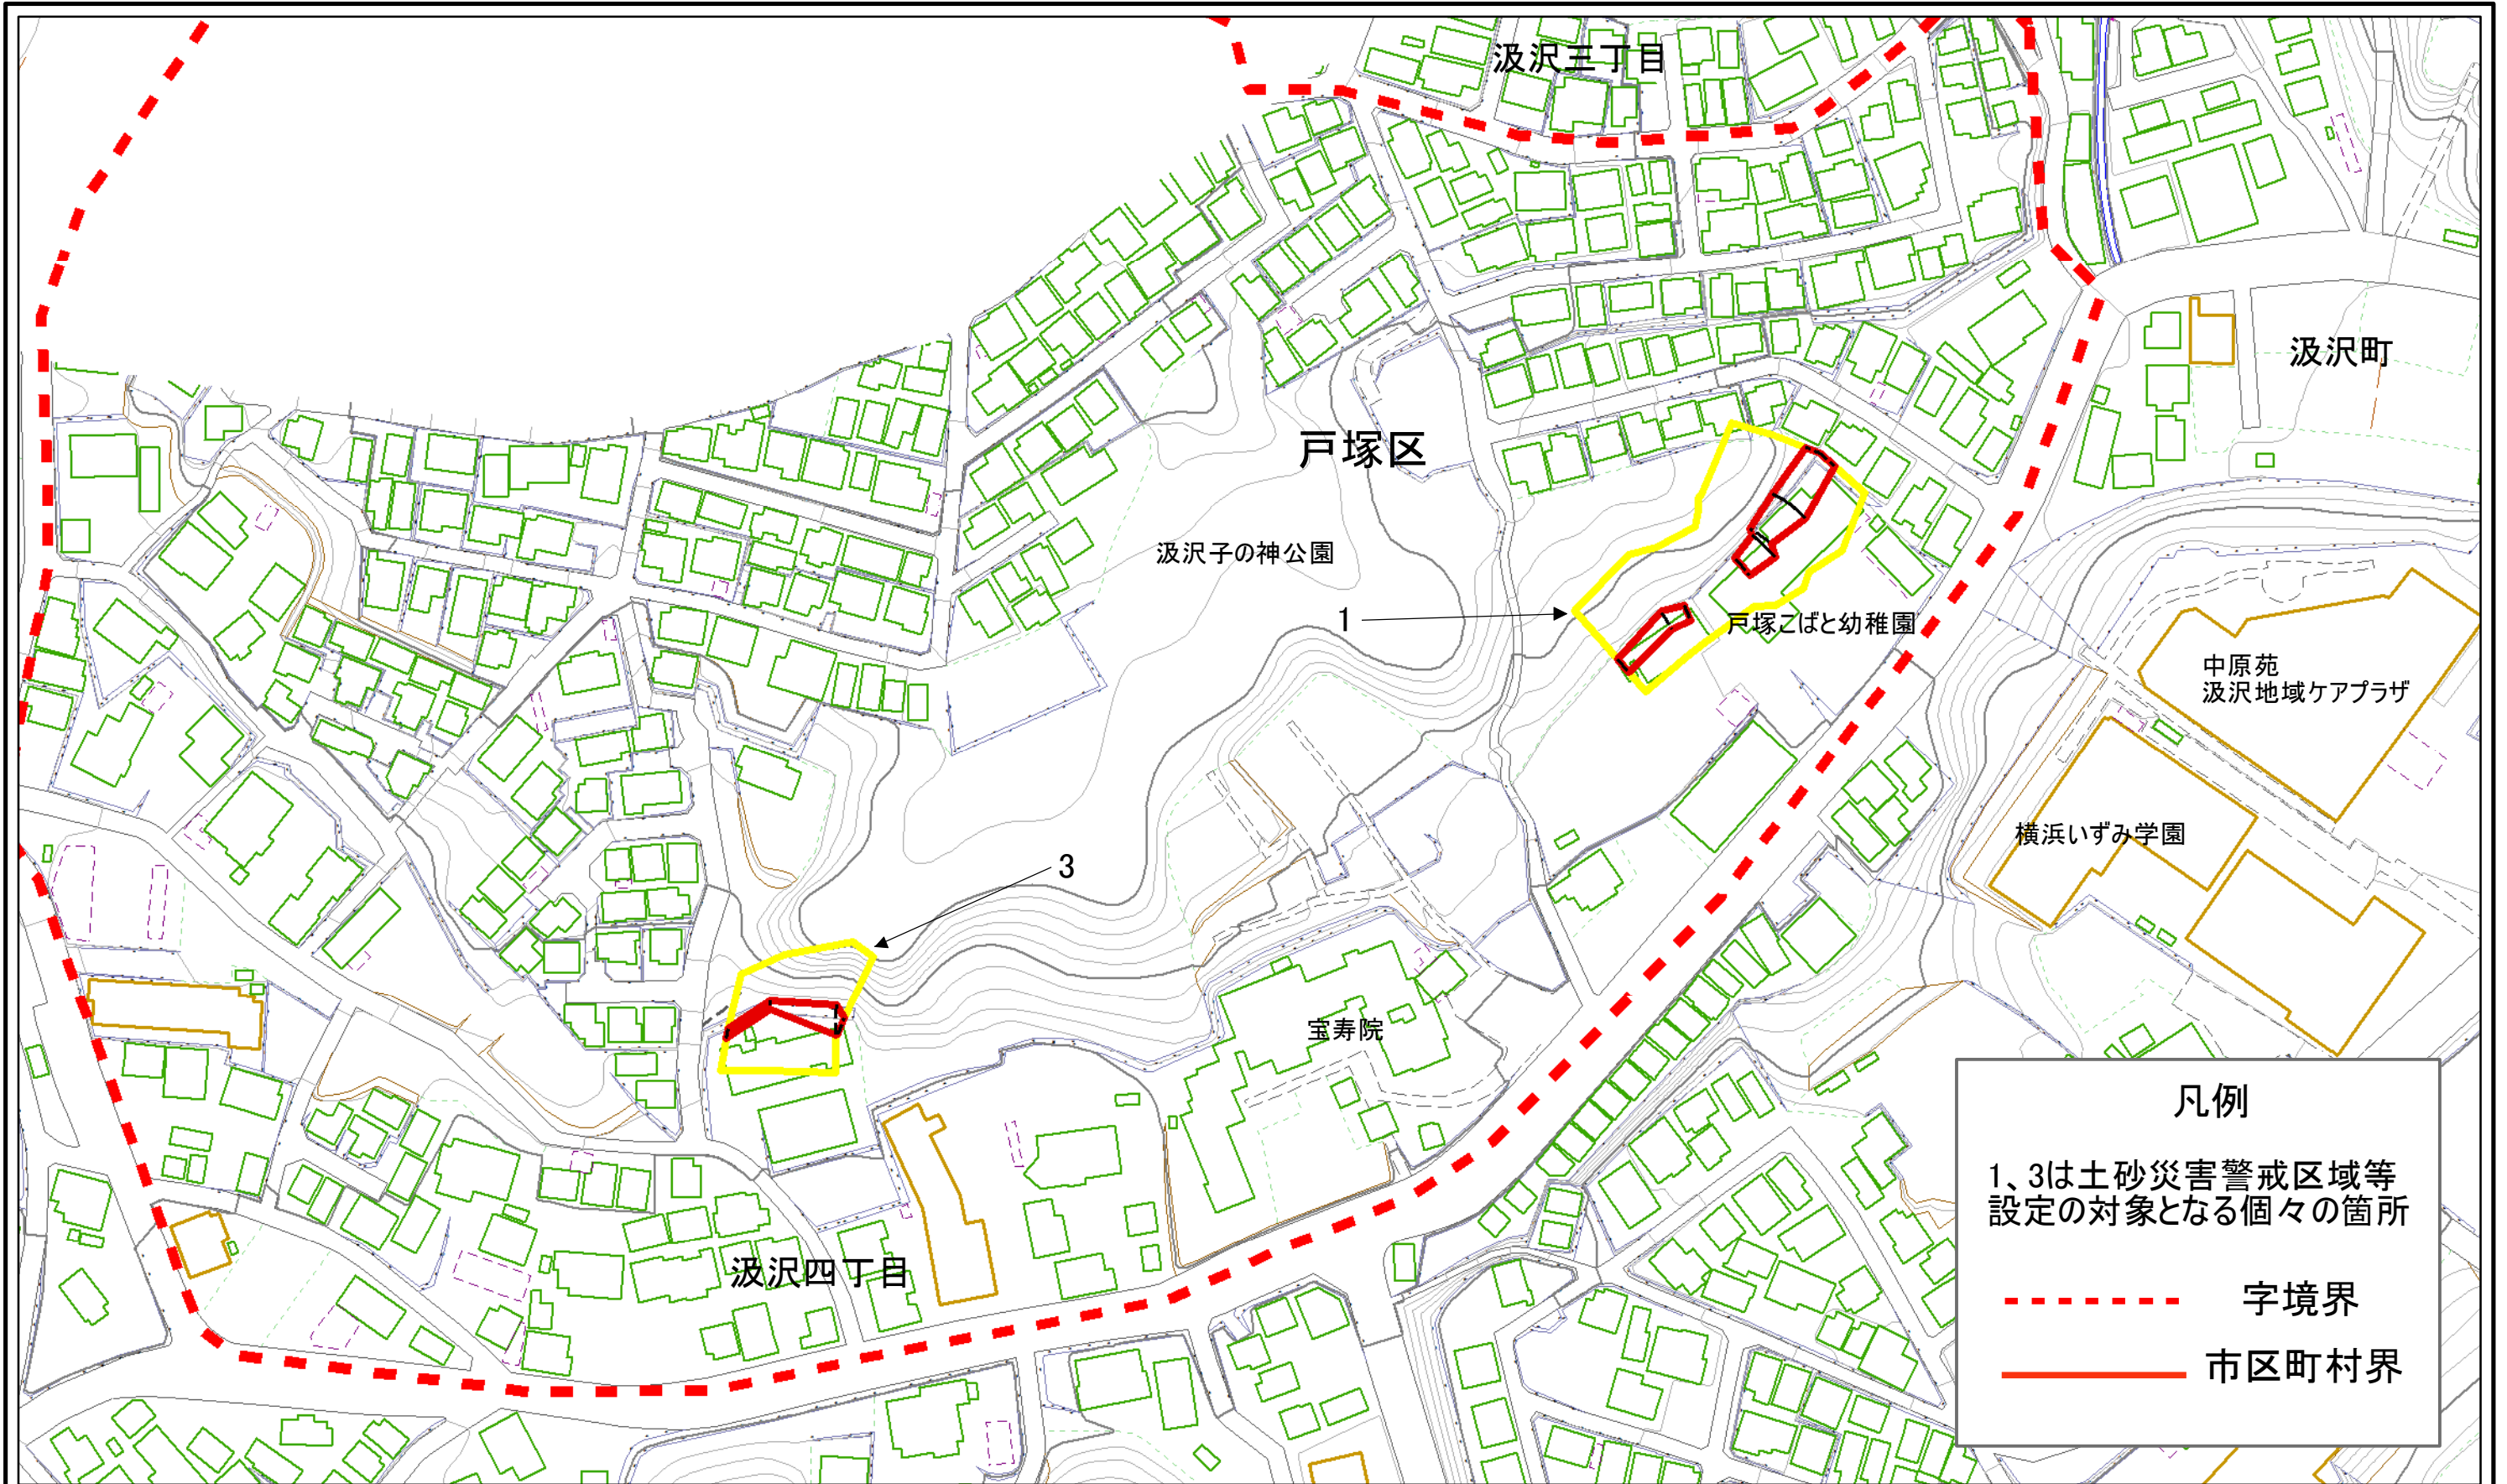 汲沢三丁目
汲沢町
戸塚区
汲沢子の神公園
1
戸塚こばと幼稚園
中原苑
汲沢地域ケアプラザ
横浜いずみ学園
3
宝寿院
汲沢四丁目
凡例
1、3は土砂災害警戒区域等
設定の対象となる個々の箇所
字境界
市区町村界